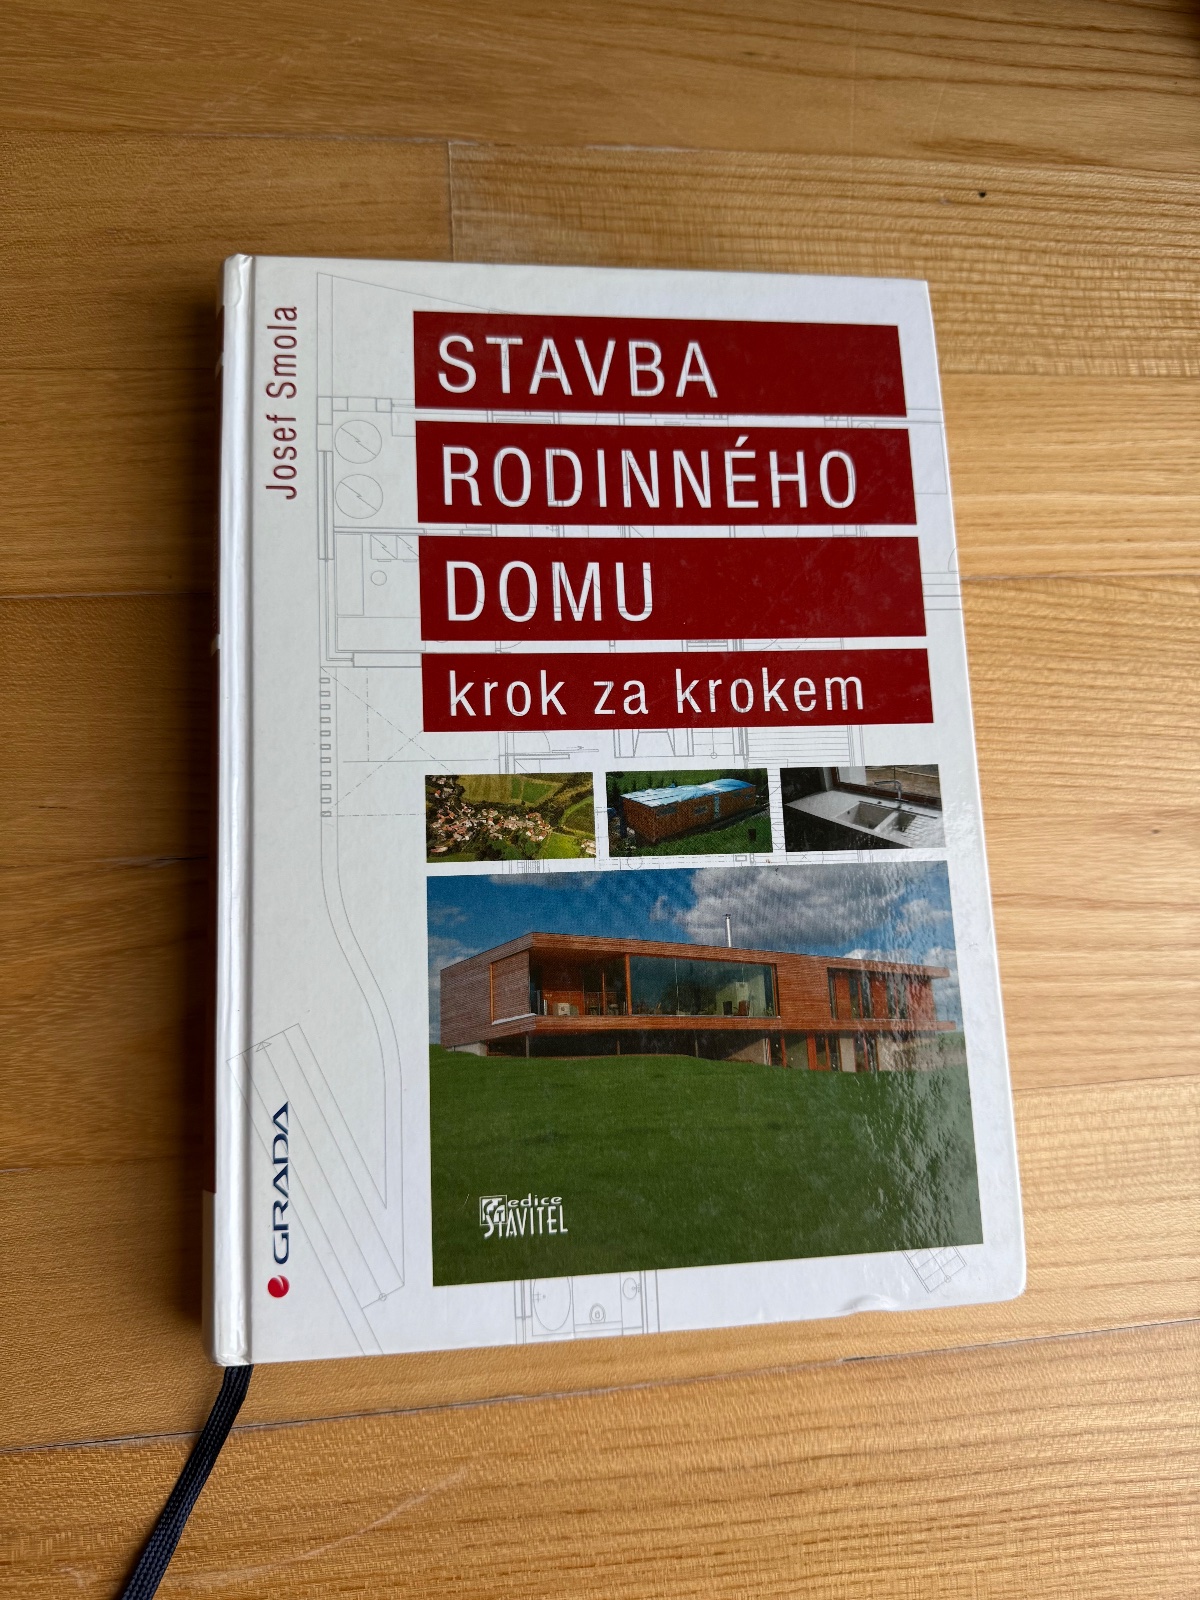 Josef Smola
STAVBA
RODINNÉHO
DOMU
krok za krokem
edice
STAVITEL
GRADA